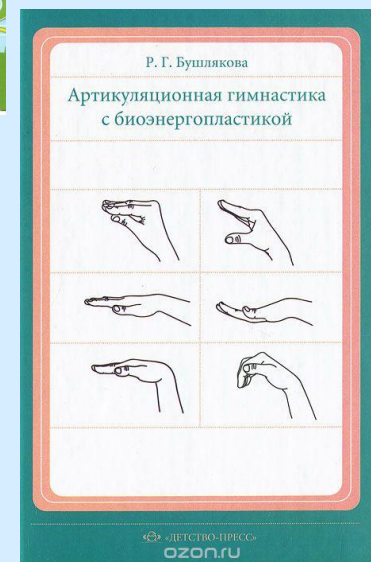 Р. Г. Бушлякова
Артикуляционная гимнастика
с биоэнергопластикой
«ДЕТСТВО-ПРЕСС»
ozon.ru